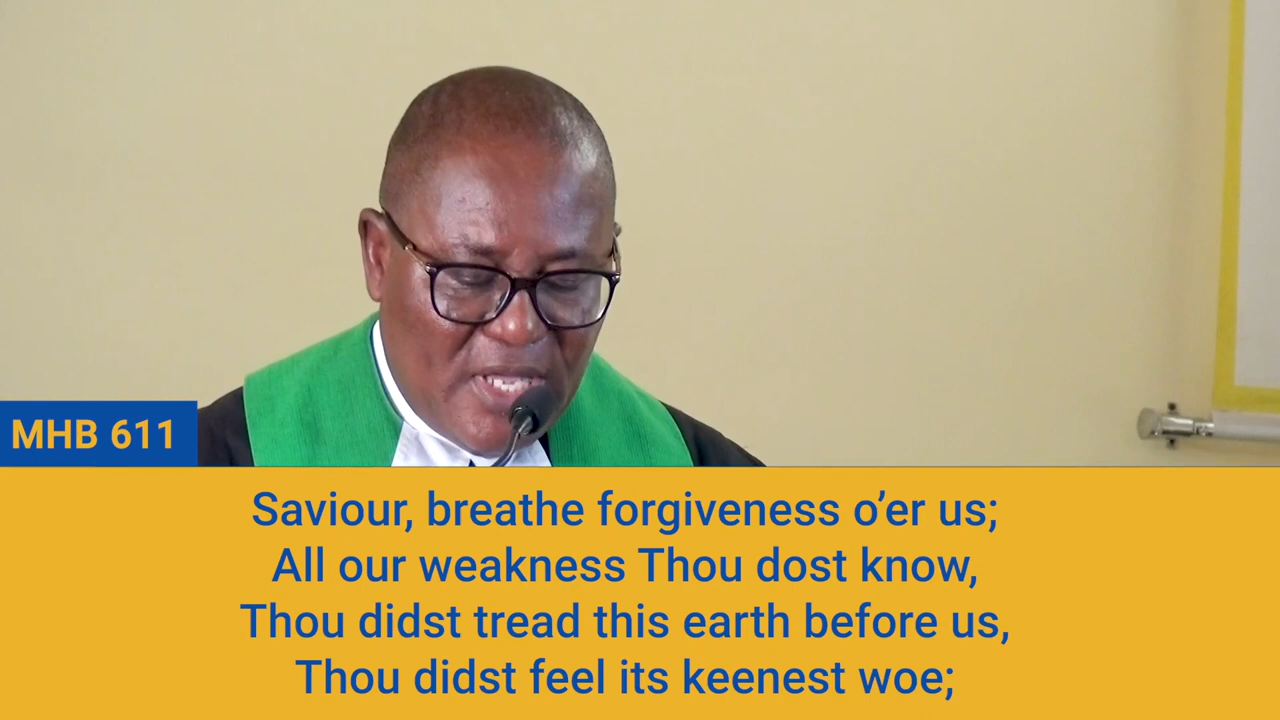 MHB 611
Saviour, breathe forgiveness o’er us;
All our weakness Thou dost know,
Thou didst tread this earth before us,
Thou didst feel its keenest woe;